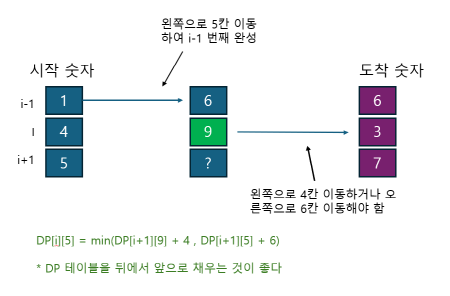 왼쪽으로 5칸 이동
하여 i-1 번째 완성
시작 숫자
도착 숫자
i-1
1
6
6
I
4
9
3
i+1
5
?
7
왼쪽으로 4칸 이동하거나 오
른쪽으로 6칸 이동해야 함
DP[i][5] = min(DP[i+1][9] + 4 , DP[i+1][5] + 6)
* DP 테이블을 뒤에서 앞으로 채우는 것이 좋다